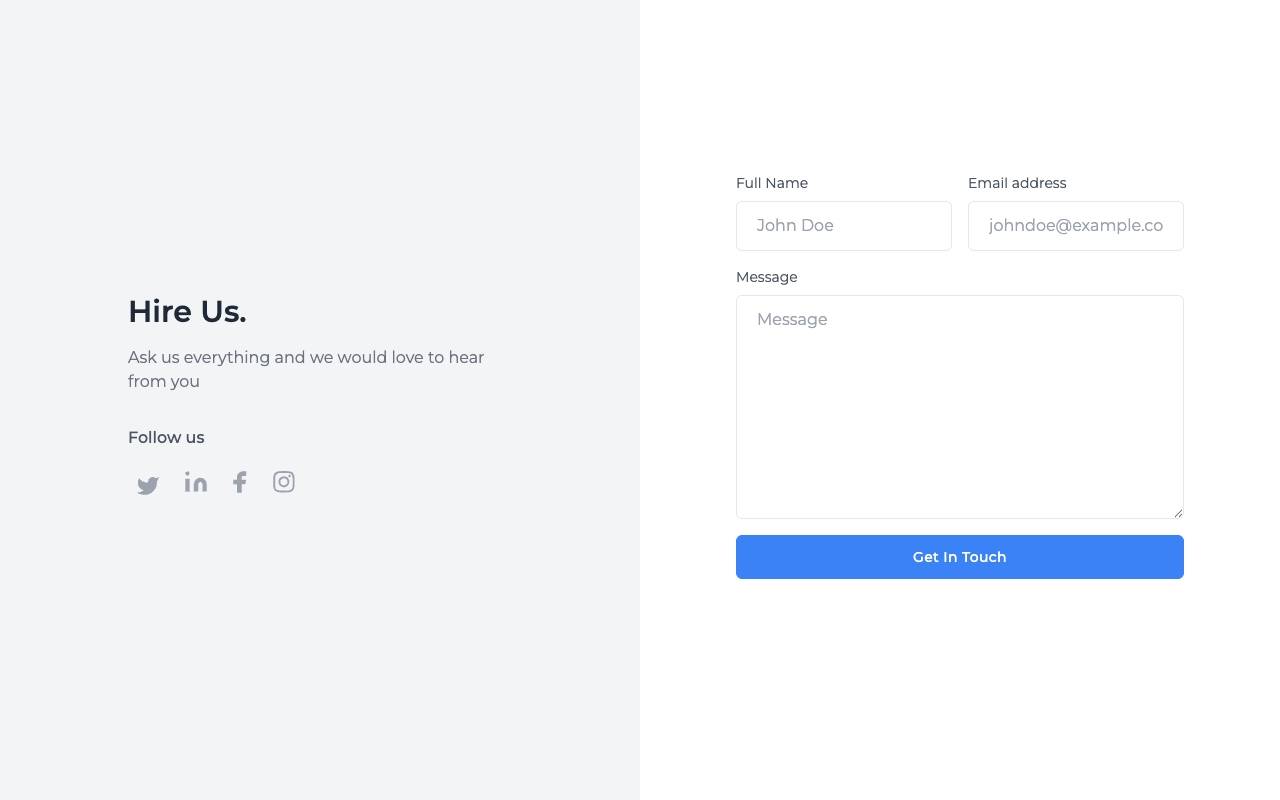 Hire Us.
Ask us everything and we would love to hear
from you
Follow us
Full Name
John Doe
Email address
johndoe@example.co
Message
Message
Get In Touch